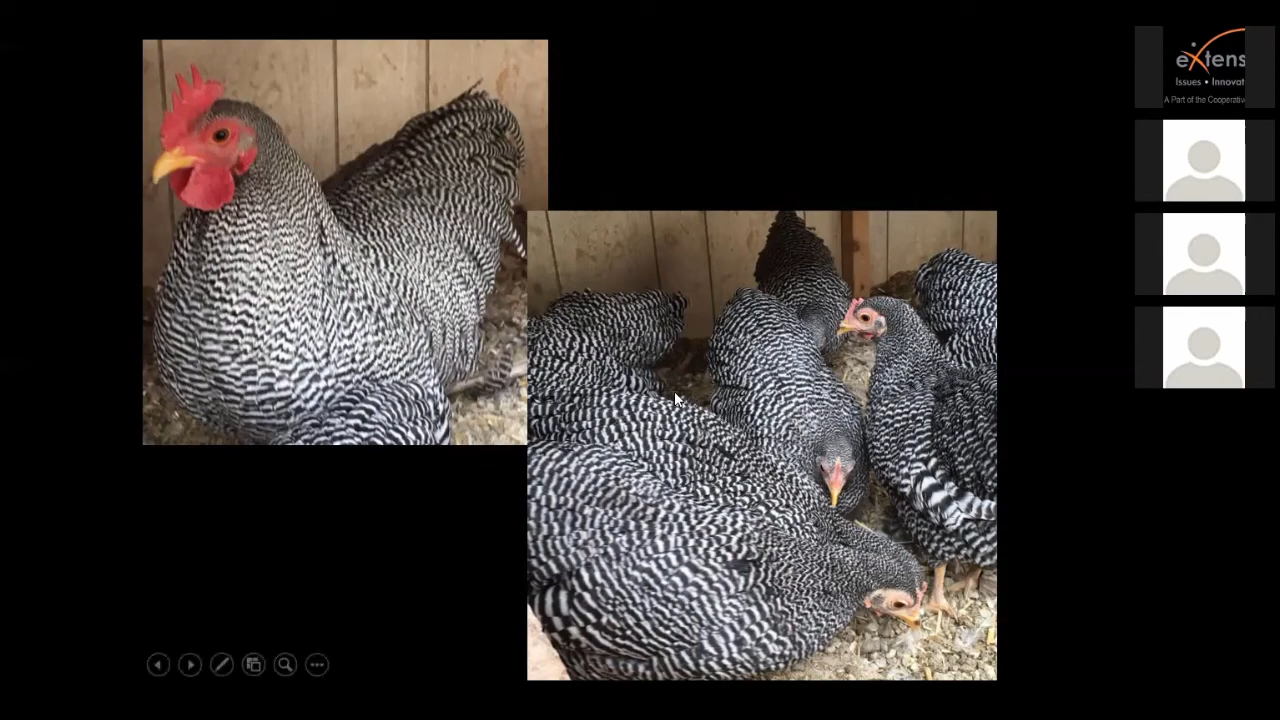 eXtens
Issues • Innovat
A Part of the Cooperativ